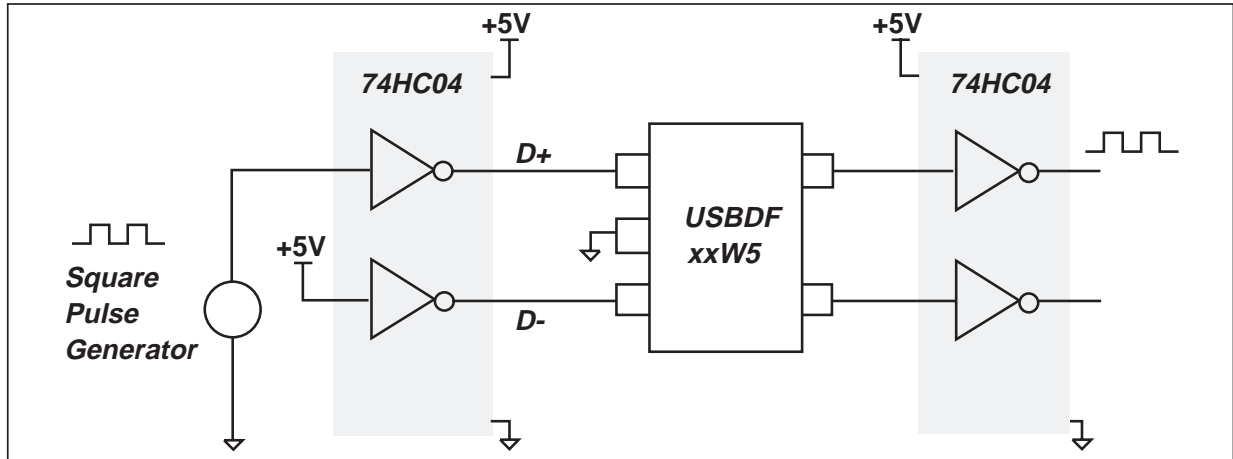 +5V
+5V
74HC04
74HC04
D+
USBDF
xxW5
+5V
Square
Pulse
Generator
D-